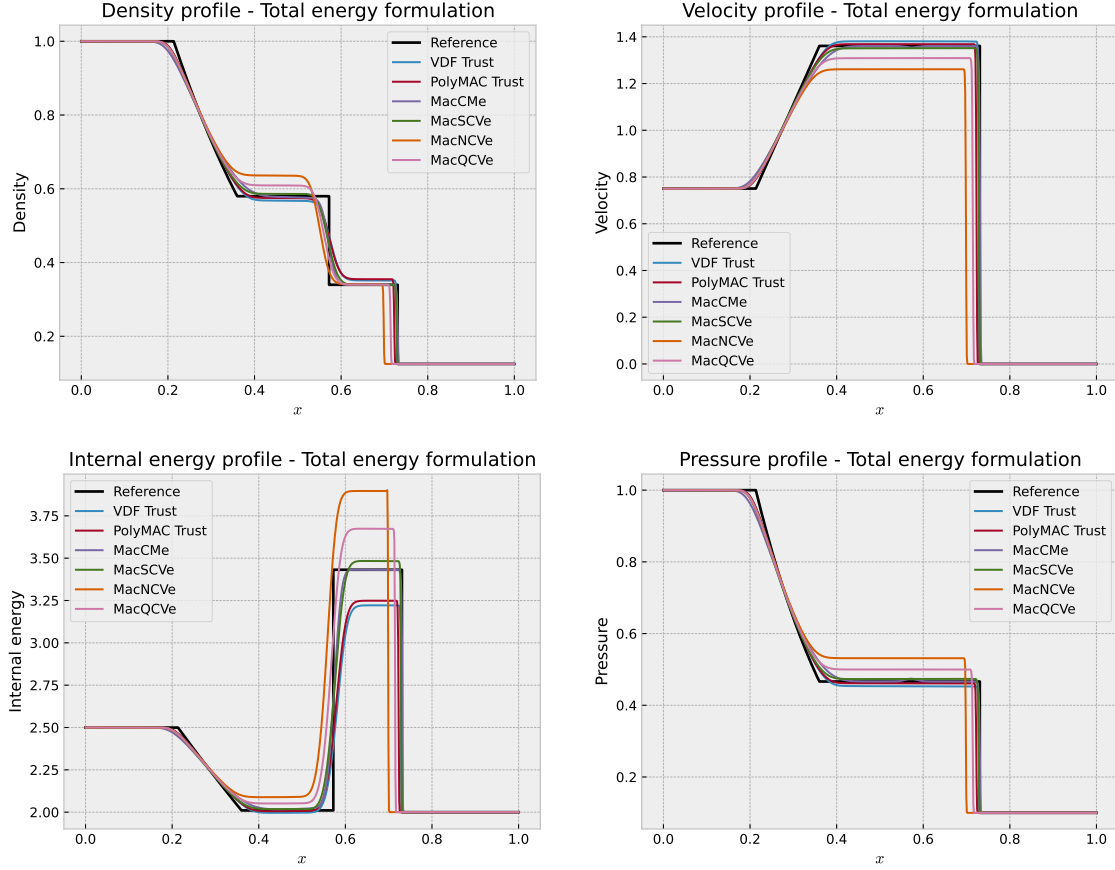 Density profile - Total energy formulation
1.0
0.8
0.6
0.4
0.2
0.0 0.2 0.4 0.6 0.8 1.0
Density
x
Reference
VDF Trust
PolyMAC Trust
MacCMe
MacSCVe
MacNCVe
MacQCVe
Velocity profile - Total energy formulation
1.4
1.2
1.0
0.8
0.6
0.4
0.2
0.0
0.0 0.2 0.4 0.6 0.8 1.0
Velocity
x
Reference
VDF Trust
PolyMAC Trust
MacCMe
MacSCVe
MacNCVe
MacQCVe
Internal energy profile - Total energy formulation
3.75
3.50
3.25
3.00
2.75
2.50
2.25
2.00
0.0 0.2 0.4 0.6 0.8 1.0
Internal energy
x
Reference
VDF Trust
PolyMAC Trust
MacCMe
MacSCVe
MacNCVe
MacQCVe
Pressure profile - Total energy formulation
1.0
0.8
0.6
0.4
0.2
0.0 0.2 0.4 0.6 0.8 1.0
Pressure
x
Reference
VDF Trust
PolyMAC Trust
MacCMe
MacSCVe
MacNCVe
MacQCVe